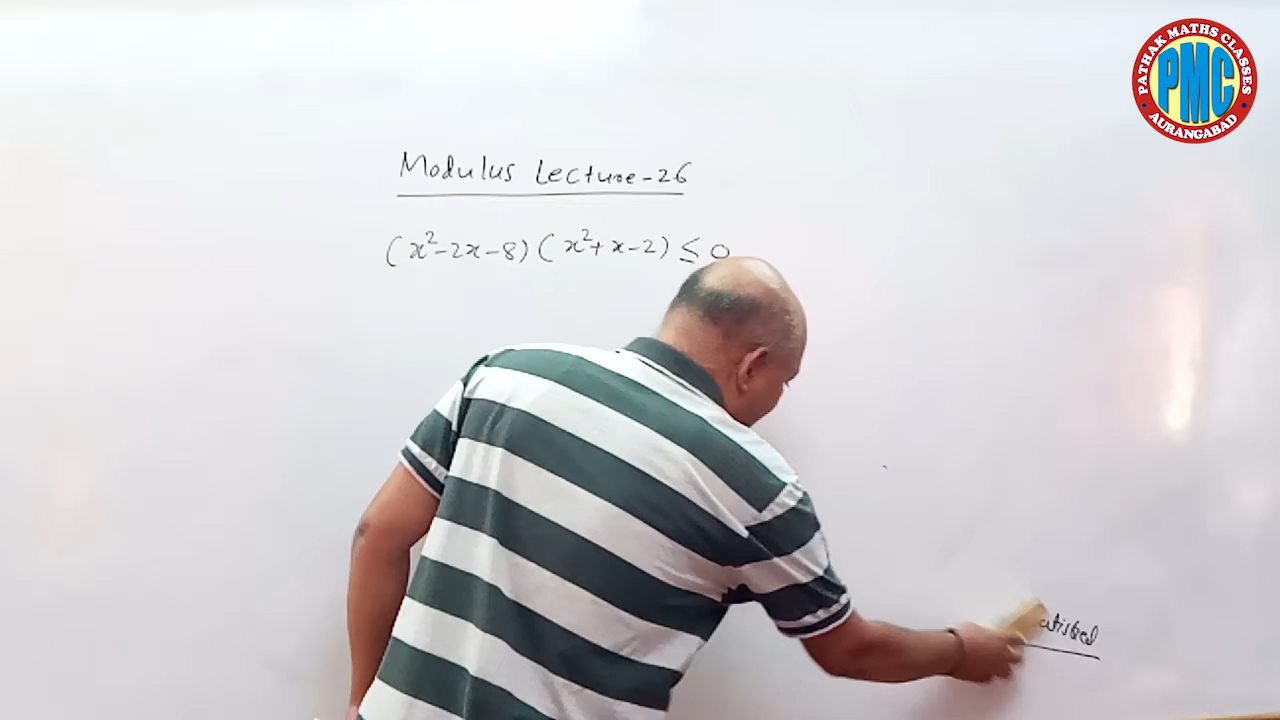 PATHAK MATHS CLASSES
PMC
AURANGABAD
Modulus Lecture-26
(x²-2x-8)(x²+x-2) ≤ 0